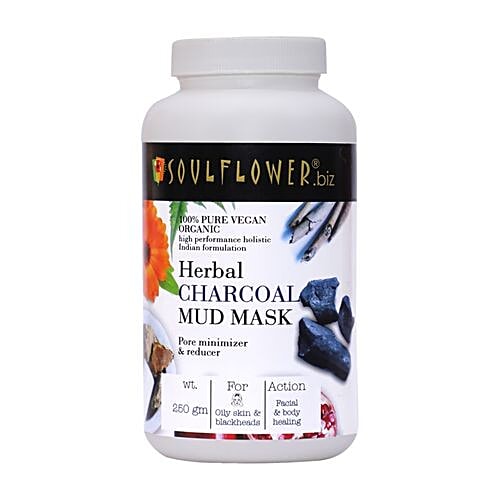 SOULFLOWER®.biz
100% PURE VEGAN
ORGANIC
high performance holistic
Indian formulation
Herbal
CHARCOAL
MUD MASK
Pore minimizer
& reducer
Wt.
250 gm
For
Oily skin &
blackheads
Action
Facial
& body
healing